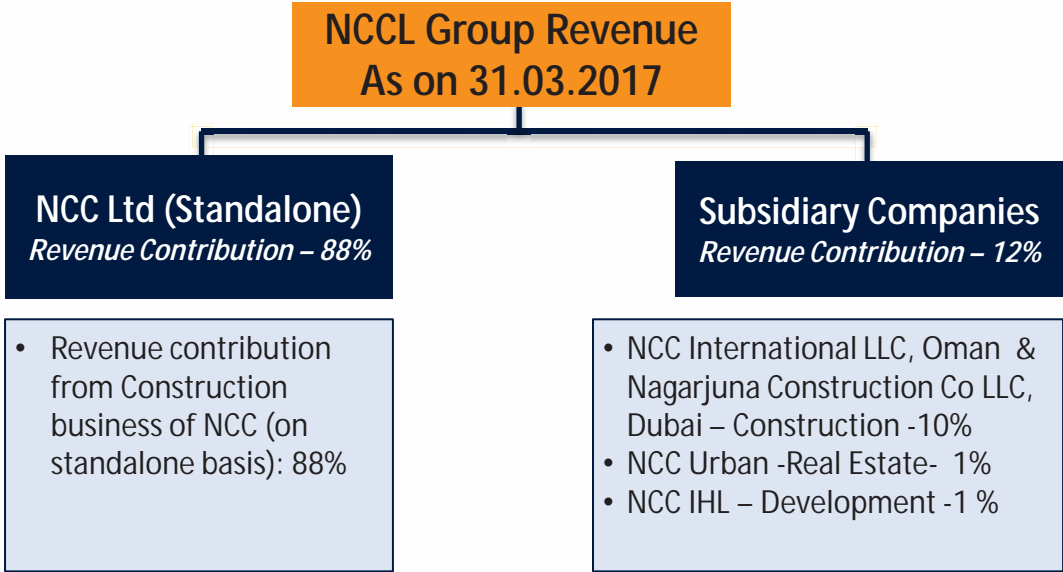 NCCL Group Revenue
As on 31.03.2017
NCC Ltd (Standalone)
Revenue Contribution – 88%
Subsidiary Companies
Revenue Contribution – 12%
• Revenue contribution
from Construction
business of NCC (on
standalone basis): 88%
• NCC International LLC, Oman &
Nagarjuna Construction Co LLC,
Dubai – Construction -10%
• NCC Urban -Real Estate- 1%
• NCC IHL – Development -1 %